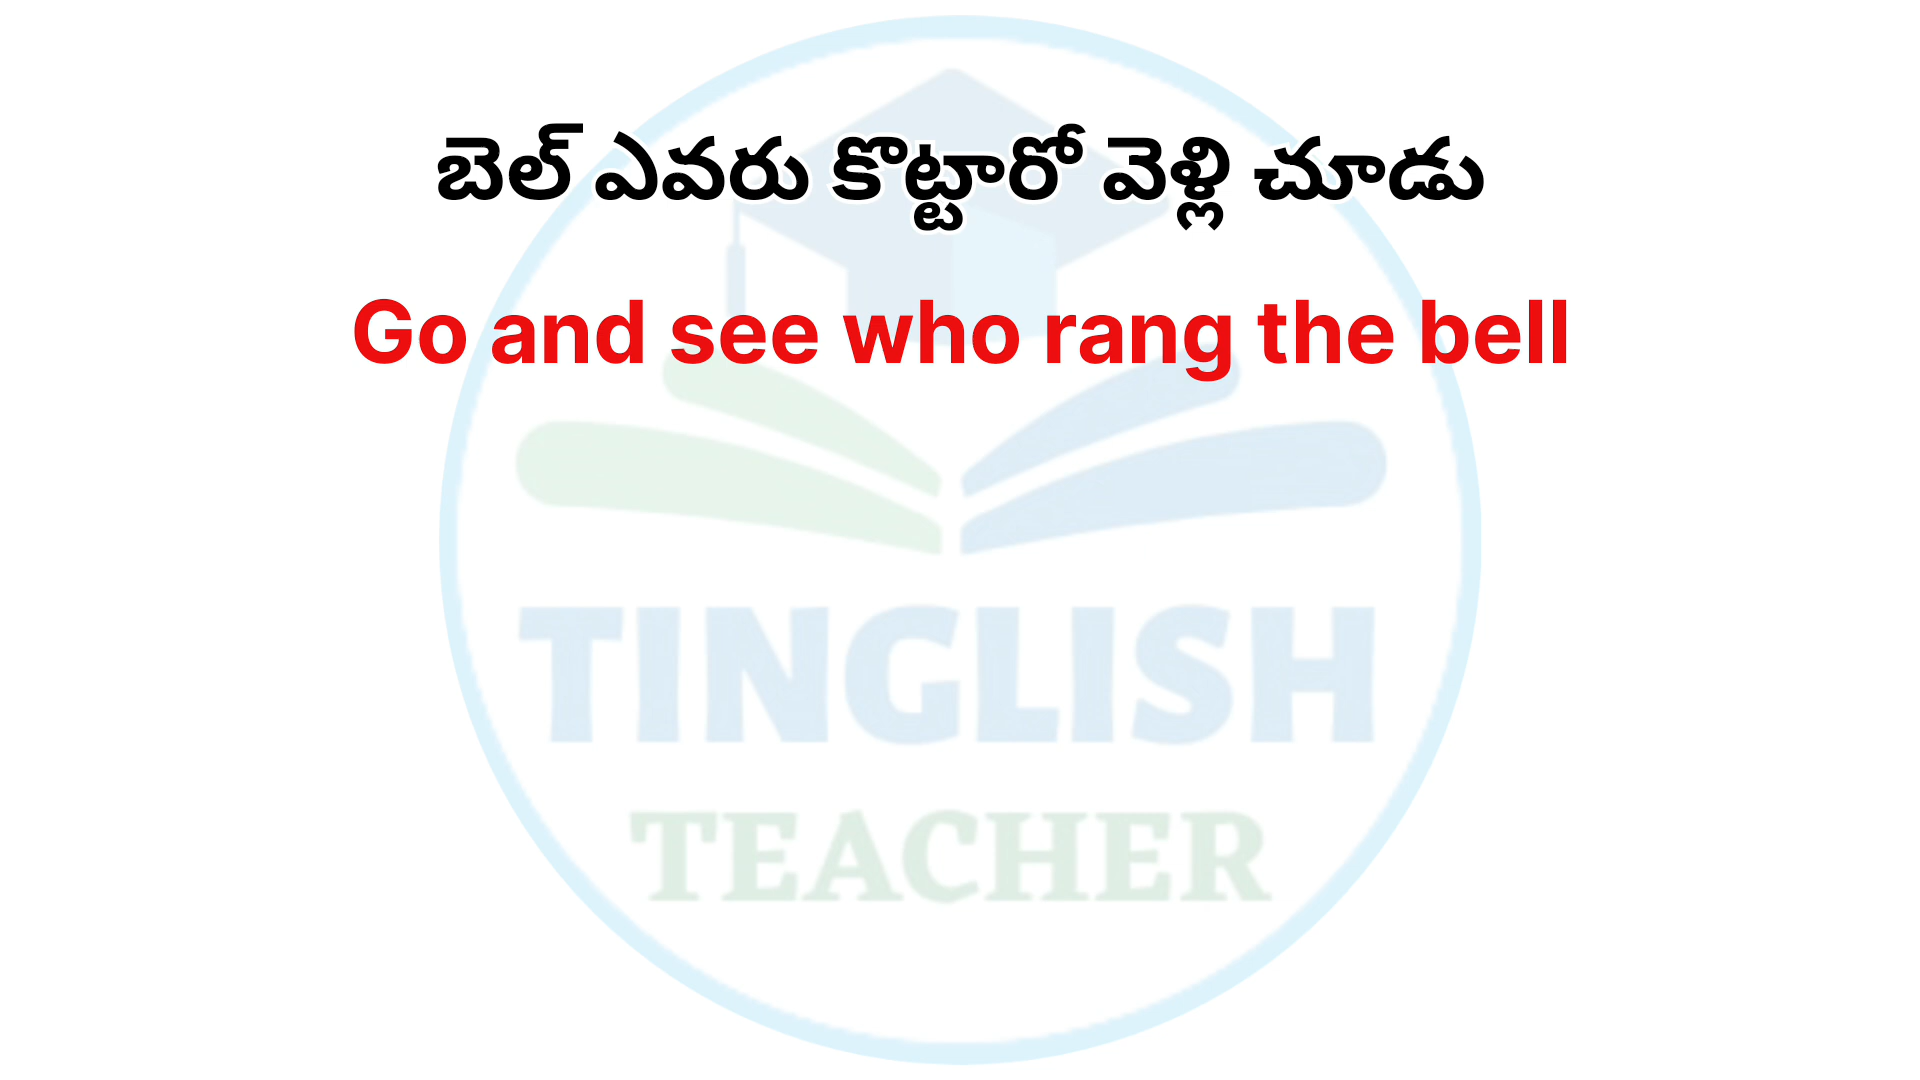 బెల్ ఎవరు కొట్టారో వెళ్లి చూడు
Go and see who rang the bell
TINGLISH
TEACHER